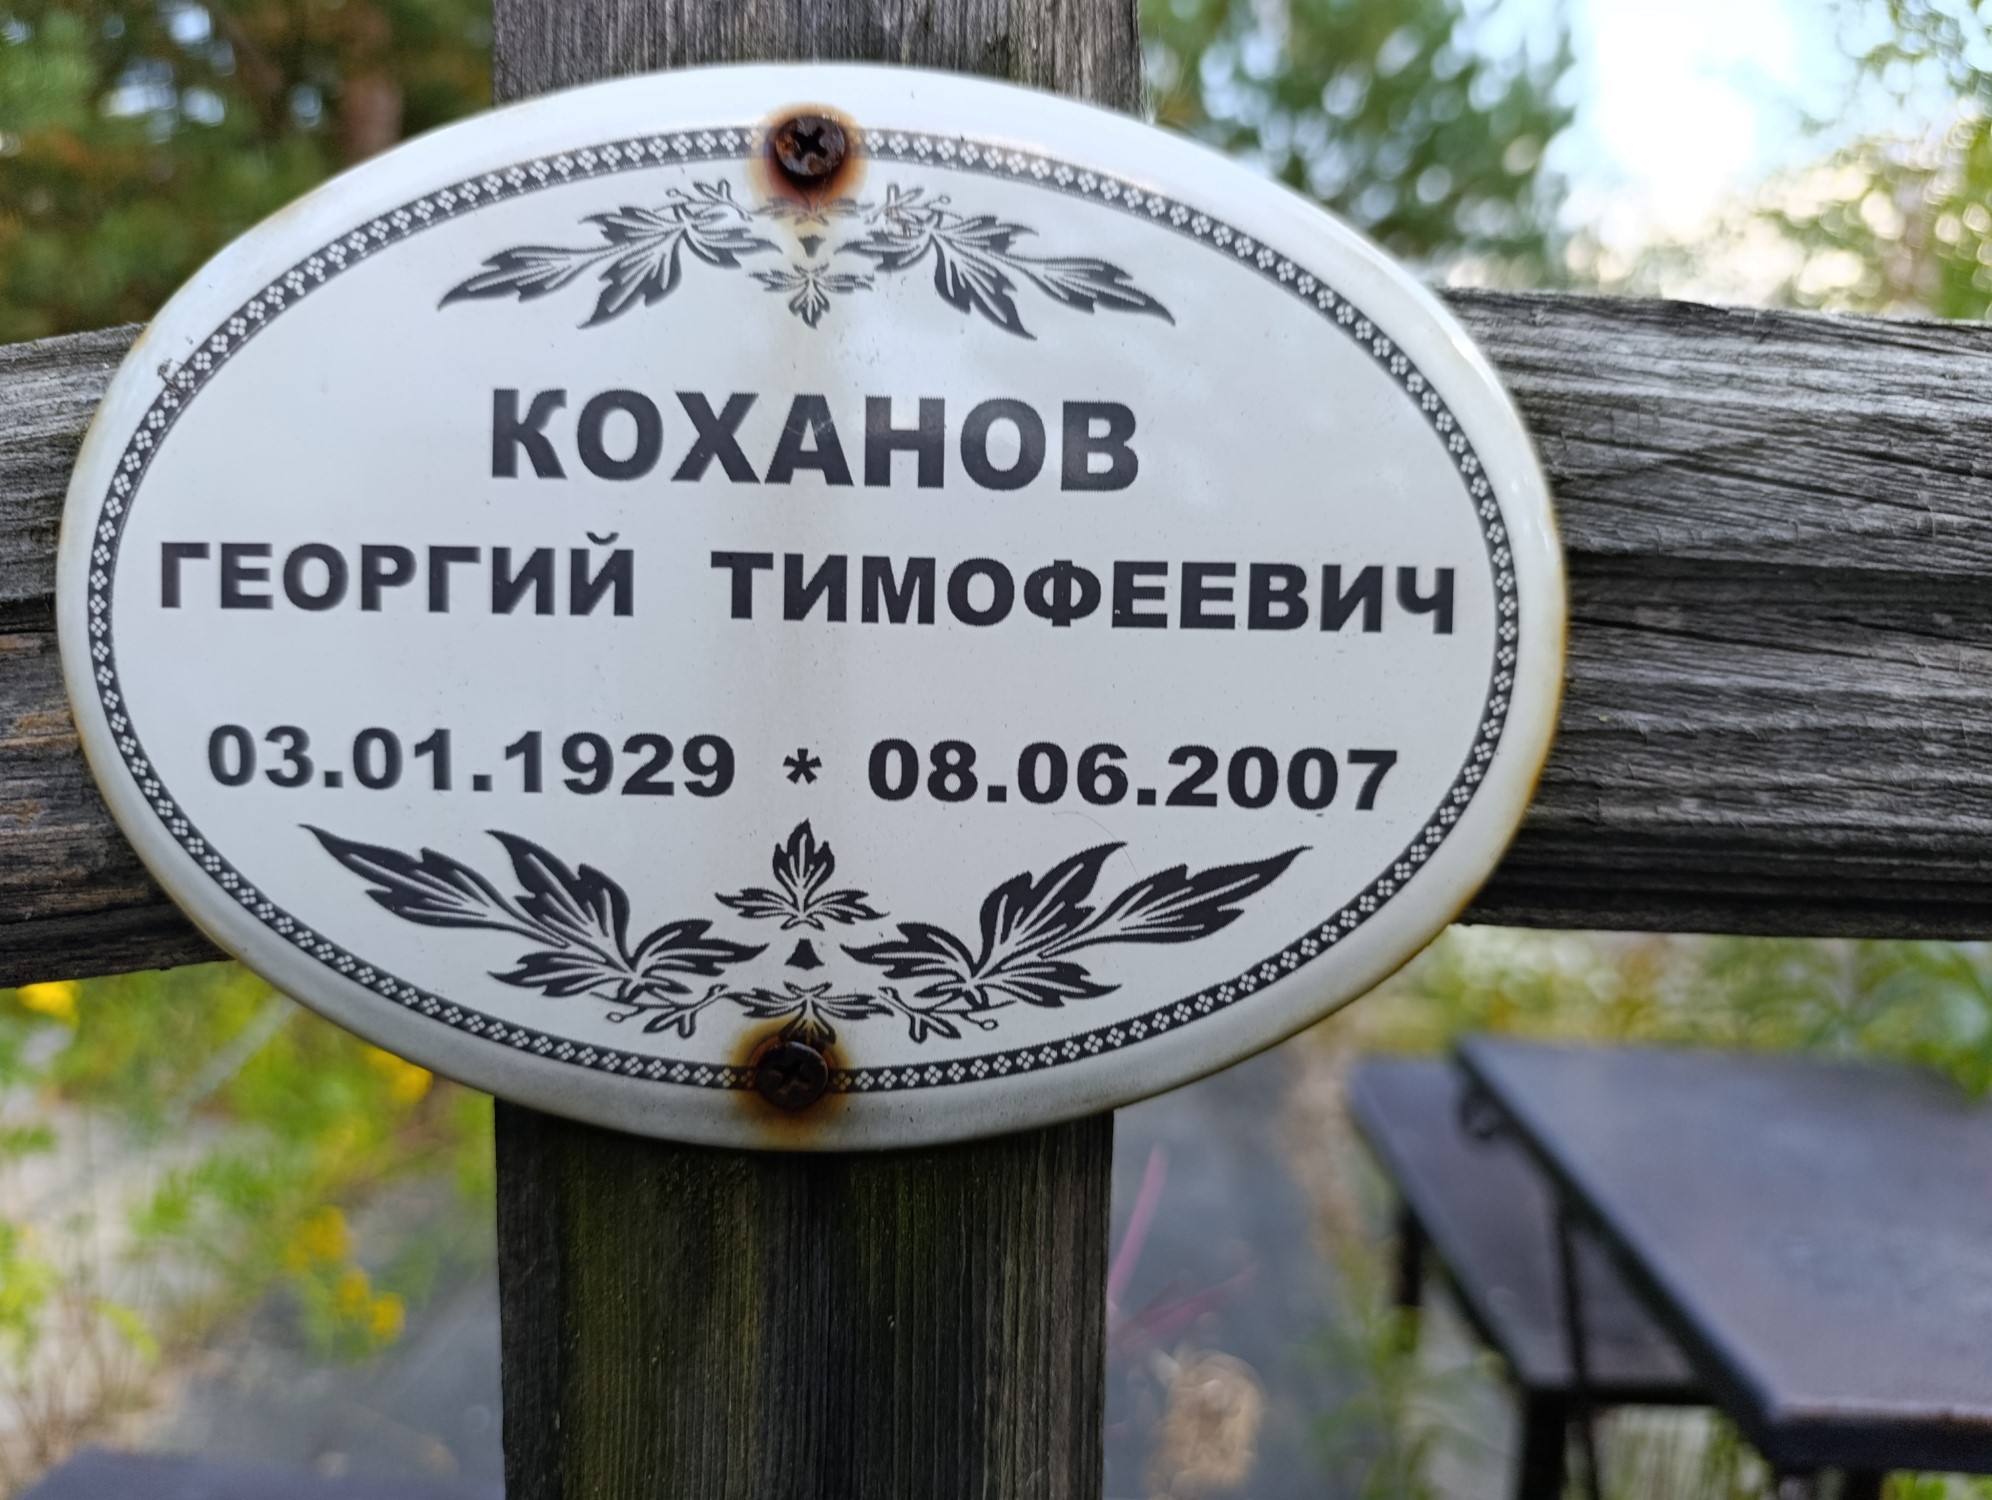 КОХАНОВ
ГЕОРГИЙ ТИМОФЕЕВИЧ
03.01.1929 * 08.06.2007